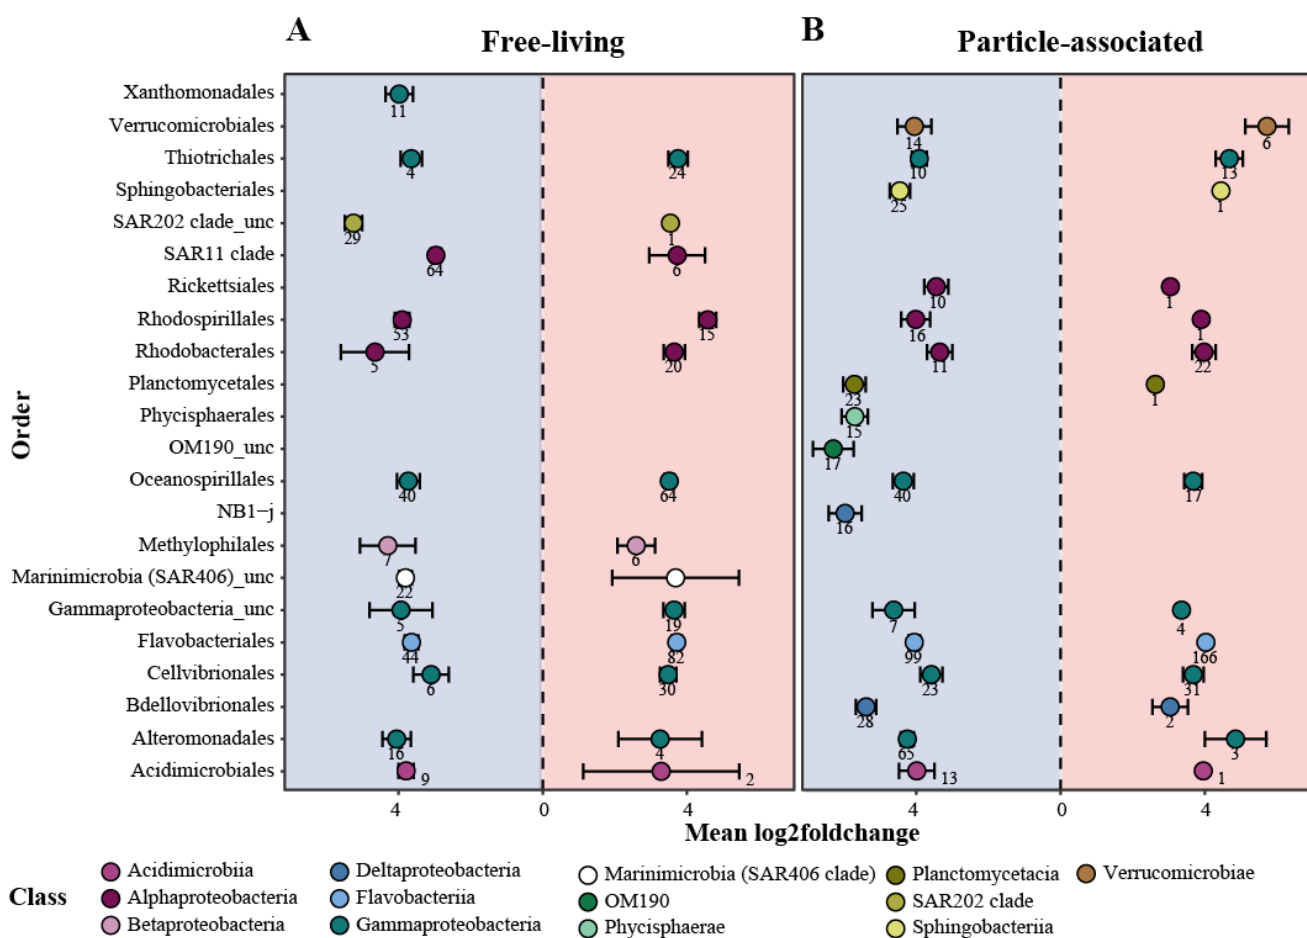 A Free-living B Particle-associated
Xanthomonadales 11
Verrucomicrobiales 14 6
Thiotrichales 4 24 10 13
Sphingobacteriales 25 1
SAR202 clade_unc 29 1
SAR11 clade 64 6
Rickettsiales 10 1
Rhodospirillales 53 15 16 1
Rhodobacterales 5 20 11 22
Planctomycetales 23 1
Phycisphaerales 15
OM190_unc 17
Oceanospirillales 40 64 40 17
NB1−j 16
Methylophilales 7 6
Marinimicrobia (SAR406)_unc 22
Gammaproteobacteria_unc 5 19 7 4
Flavobacteriales 44 82 99 166
Cellvibrionales 6 30 23 31
Bdellovibrionales 28 2
Alteromonadales 16 4 65 3
Acidimicrobiales 9 2 13 1
Order
4 0 4 4 0 4
Mean log2foldchange
Class
Acidimicrobiia Deltaproteobacteria Marinimicrobia (SAR406 clade) Planctomycetacia Verrucomicrobiae
Alphaproteobacteria Flavobacteriia OM190 SAR202 clade
Betaproteobacteria Gammaproteobacteria Phycisphaerae Sphingobacteriia